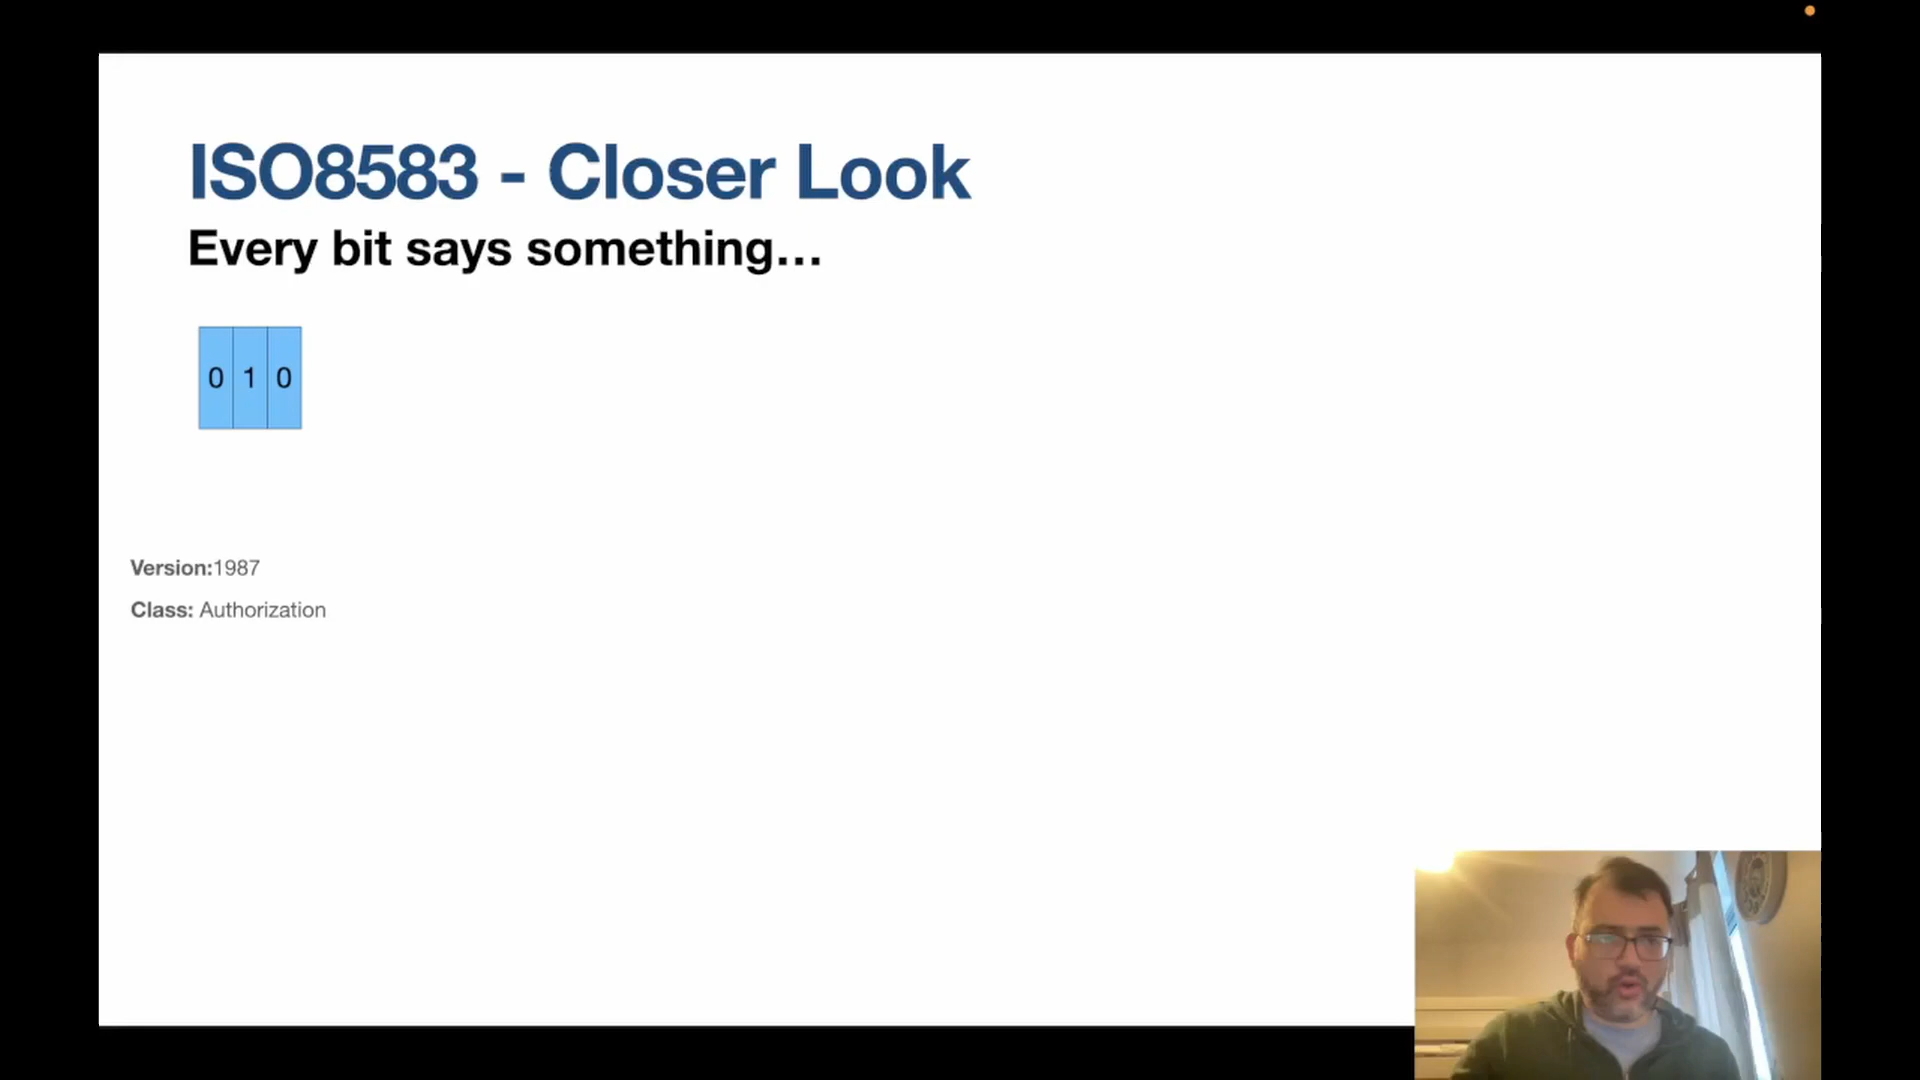 ISO8583 - Closer Look
Every bit says something...
0 1 0
Version:1987
Class: Authorization